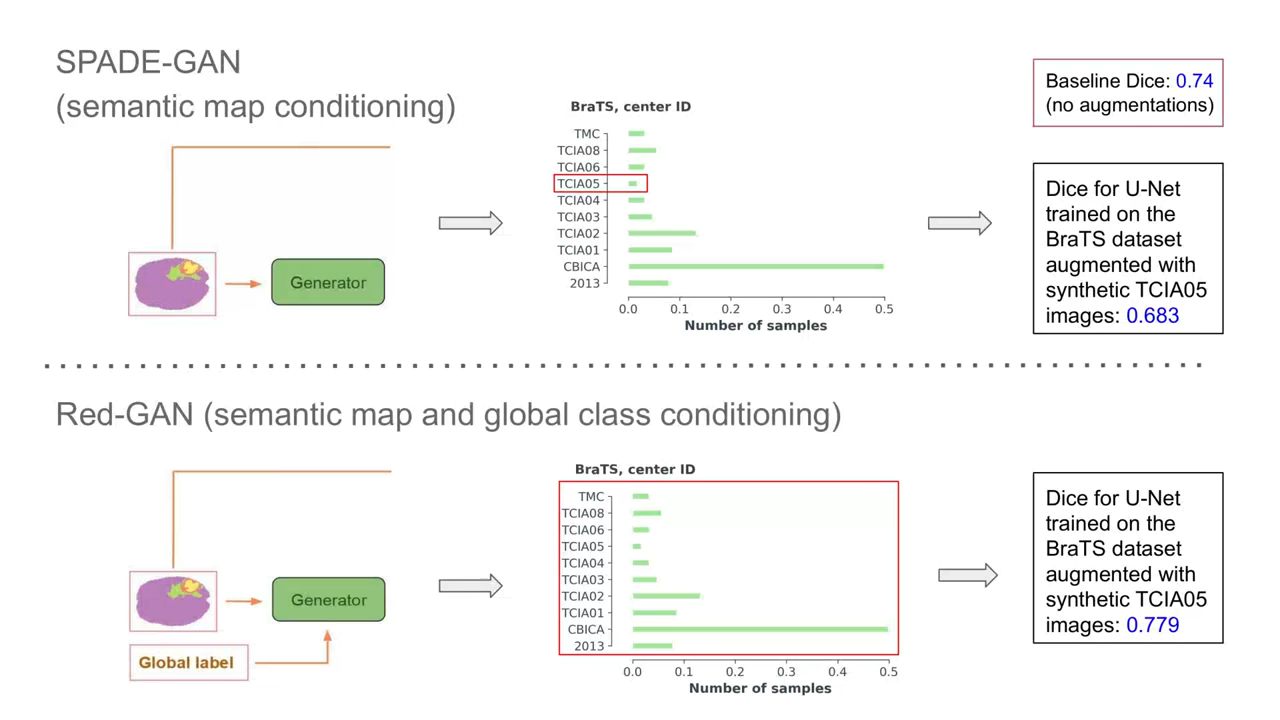 SPADE-GAN
(semantic map conditioning)
Generator
BraTS, center ID
TMC
TCIA08
TCIA06
TCIA05
TCIA04
TCIA03
TCIA02
TCIA01
CBICA
2013
0.0 0.1 0.2 0.3 0.4 0.5
Number of samples
Baseline Dice: 0.74
(no augmentations)
Dice for U-Net
trained on the
BraTS dataset
augmented with
synthetic TCIA05
images: 0.683
Red-GAN (semantic map and global class conditioning)
Generator
Global label
BraTS, center ID
TMC
TCIA08
TCIA06
TCIA05
TCIA04
TCIA03
TCIA02
TCIA01
CBICA
2013
0.0 0.1 0.2 0.3 0.4 0.5
Number of samples
Dice for U-Net
trained on the
BraTS dataset
augmented with
synthetic TCIA05
images: 0.779